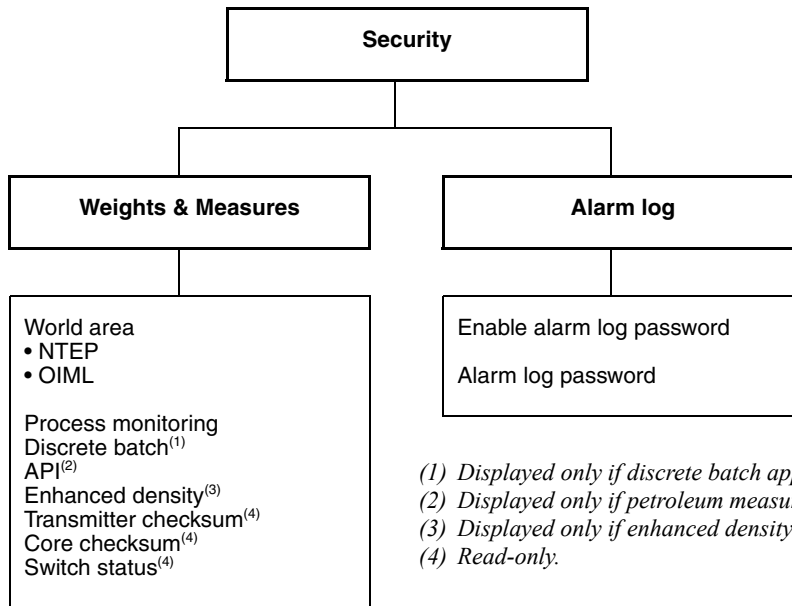 Security
Weights & Measures
Alarm log
World area
• NTEP
• OIML
Process monitoring
Discrete batch(1)
API(2)
Enhanced density(3)
Transmitter checksum(4)
Core checksum(4)
Switch status(4)
Enable alarm log password
Alarm log password
(1) Displayed only if discrete batch
(2) Displayed only if petroleum
(3) Displayed only if enhanced density
(4) Read-only.